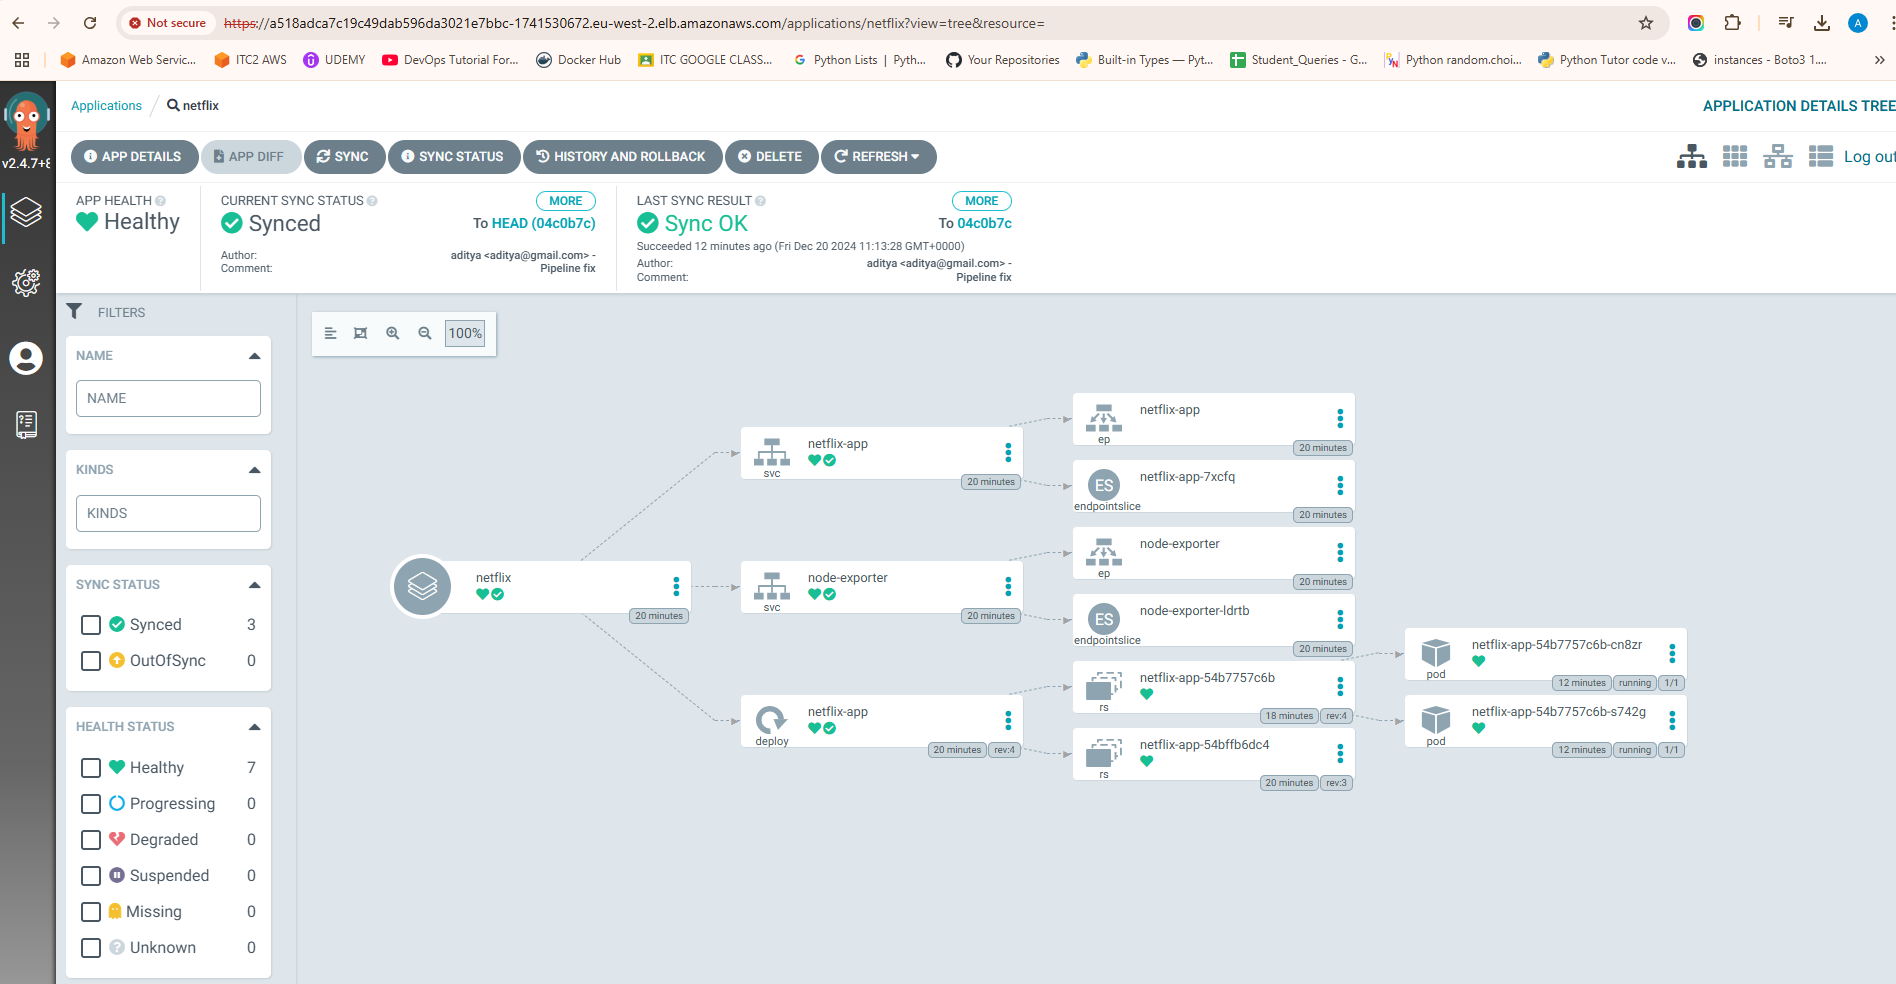 Not secure
https://a518adca7c19c49dab596da3021e7bbc-1741530672.eu-west-2.elb.amazonaws.com/applications/netflix?view=tree&resource=
A
Amazon Web Servic...
ITC2 AWS
UDEMY
DevOps Tutorial For...
Docker Hub
ITC GOOGLE CLASS...
Python Lists | Pyth...
Your Repositories
Built-in Types — Pyt...
Student_Queries - G...
Python random.choi...
Python Tutor code v...
instances - Boto3 1....
»
v2.4.7+8
Applications / netflix
APPLICATION DETAILS TREE
APP DETAILS
APP DIFF
SYNC
SYNC STATUS
HISTORY AND ROLLBACK
DELETE
REFRESH
Log out
APP HEALTH
Healthy
CURRENT SYNC STATUS
MORE
Synced
To HEAD (04c0b7c)
Author: aditya <aditya@gmail.com> -
Comment: Pipeline fix
LAST SYNC RESULT
MORE
Sync OK
To 04c0b7c
Succeeded 12 minutes ago (Fri Dec 20 2024 11:13:28 GMT+0000)
Author: aditya <aditya@gmail.com> -
Comment: Pipeline fix
FILTERS
NAME
NAME
KINDS
KINDS
SYNC STATUS
Synced 3
OutOfSync 0
HEALTH STATUS
Healthy 7
Progressing 0
Degraded 0
Suspended 0
Missing 0
Unknown 0
100%
netflix
20 minutes
netflix-app
svc
20 minutes
node-exporter
svc
20 minutes
netflix-app
deploy
20 minutes
rev:4
netflix-app
ep
20 minutes
ES
netflix-app-7xcfq
endpointslice
20 minutes
node-exporter
ep
20 minutes
ES
node-exporter-ldrtb
endpointslice
20 minutes
netflix-app-54b7757c6b
rs
18 minutes
rev:4
netflix-app-54bffb6dc4
rs
20 minutes
rev:3
netflix-app-54b7757c6b-cn8zr
pod
12 minutes
running
1/1
netflix-app-54b7757c6b-s742g
pod
12 minutes
running
1/1